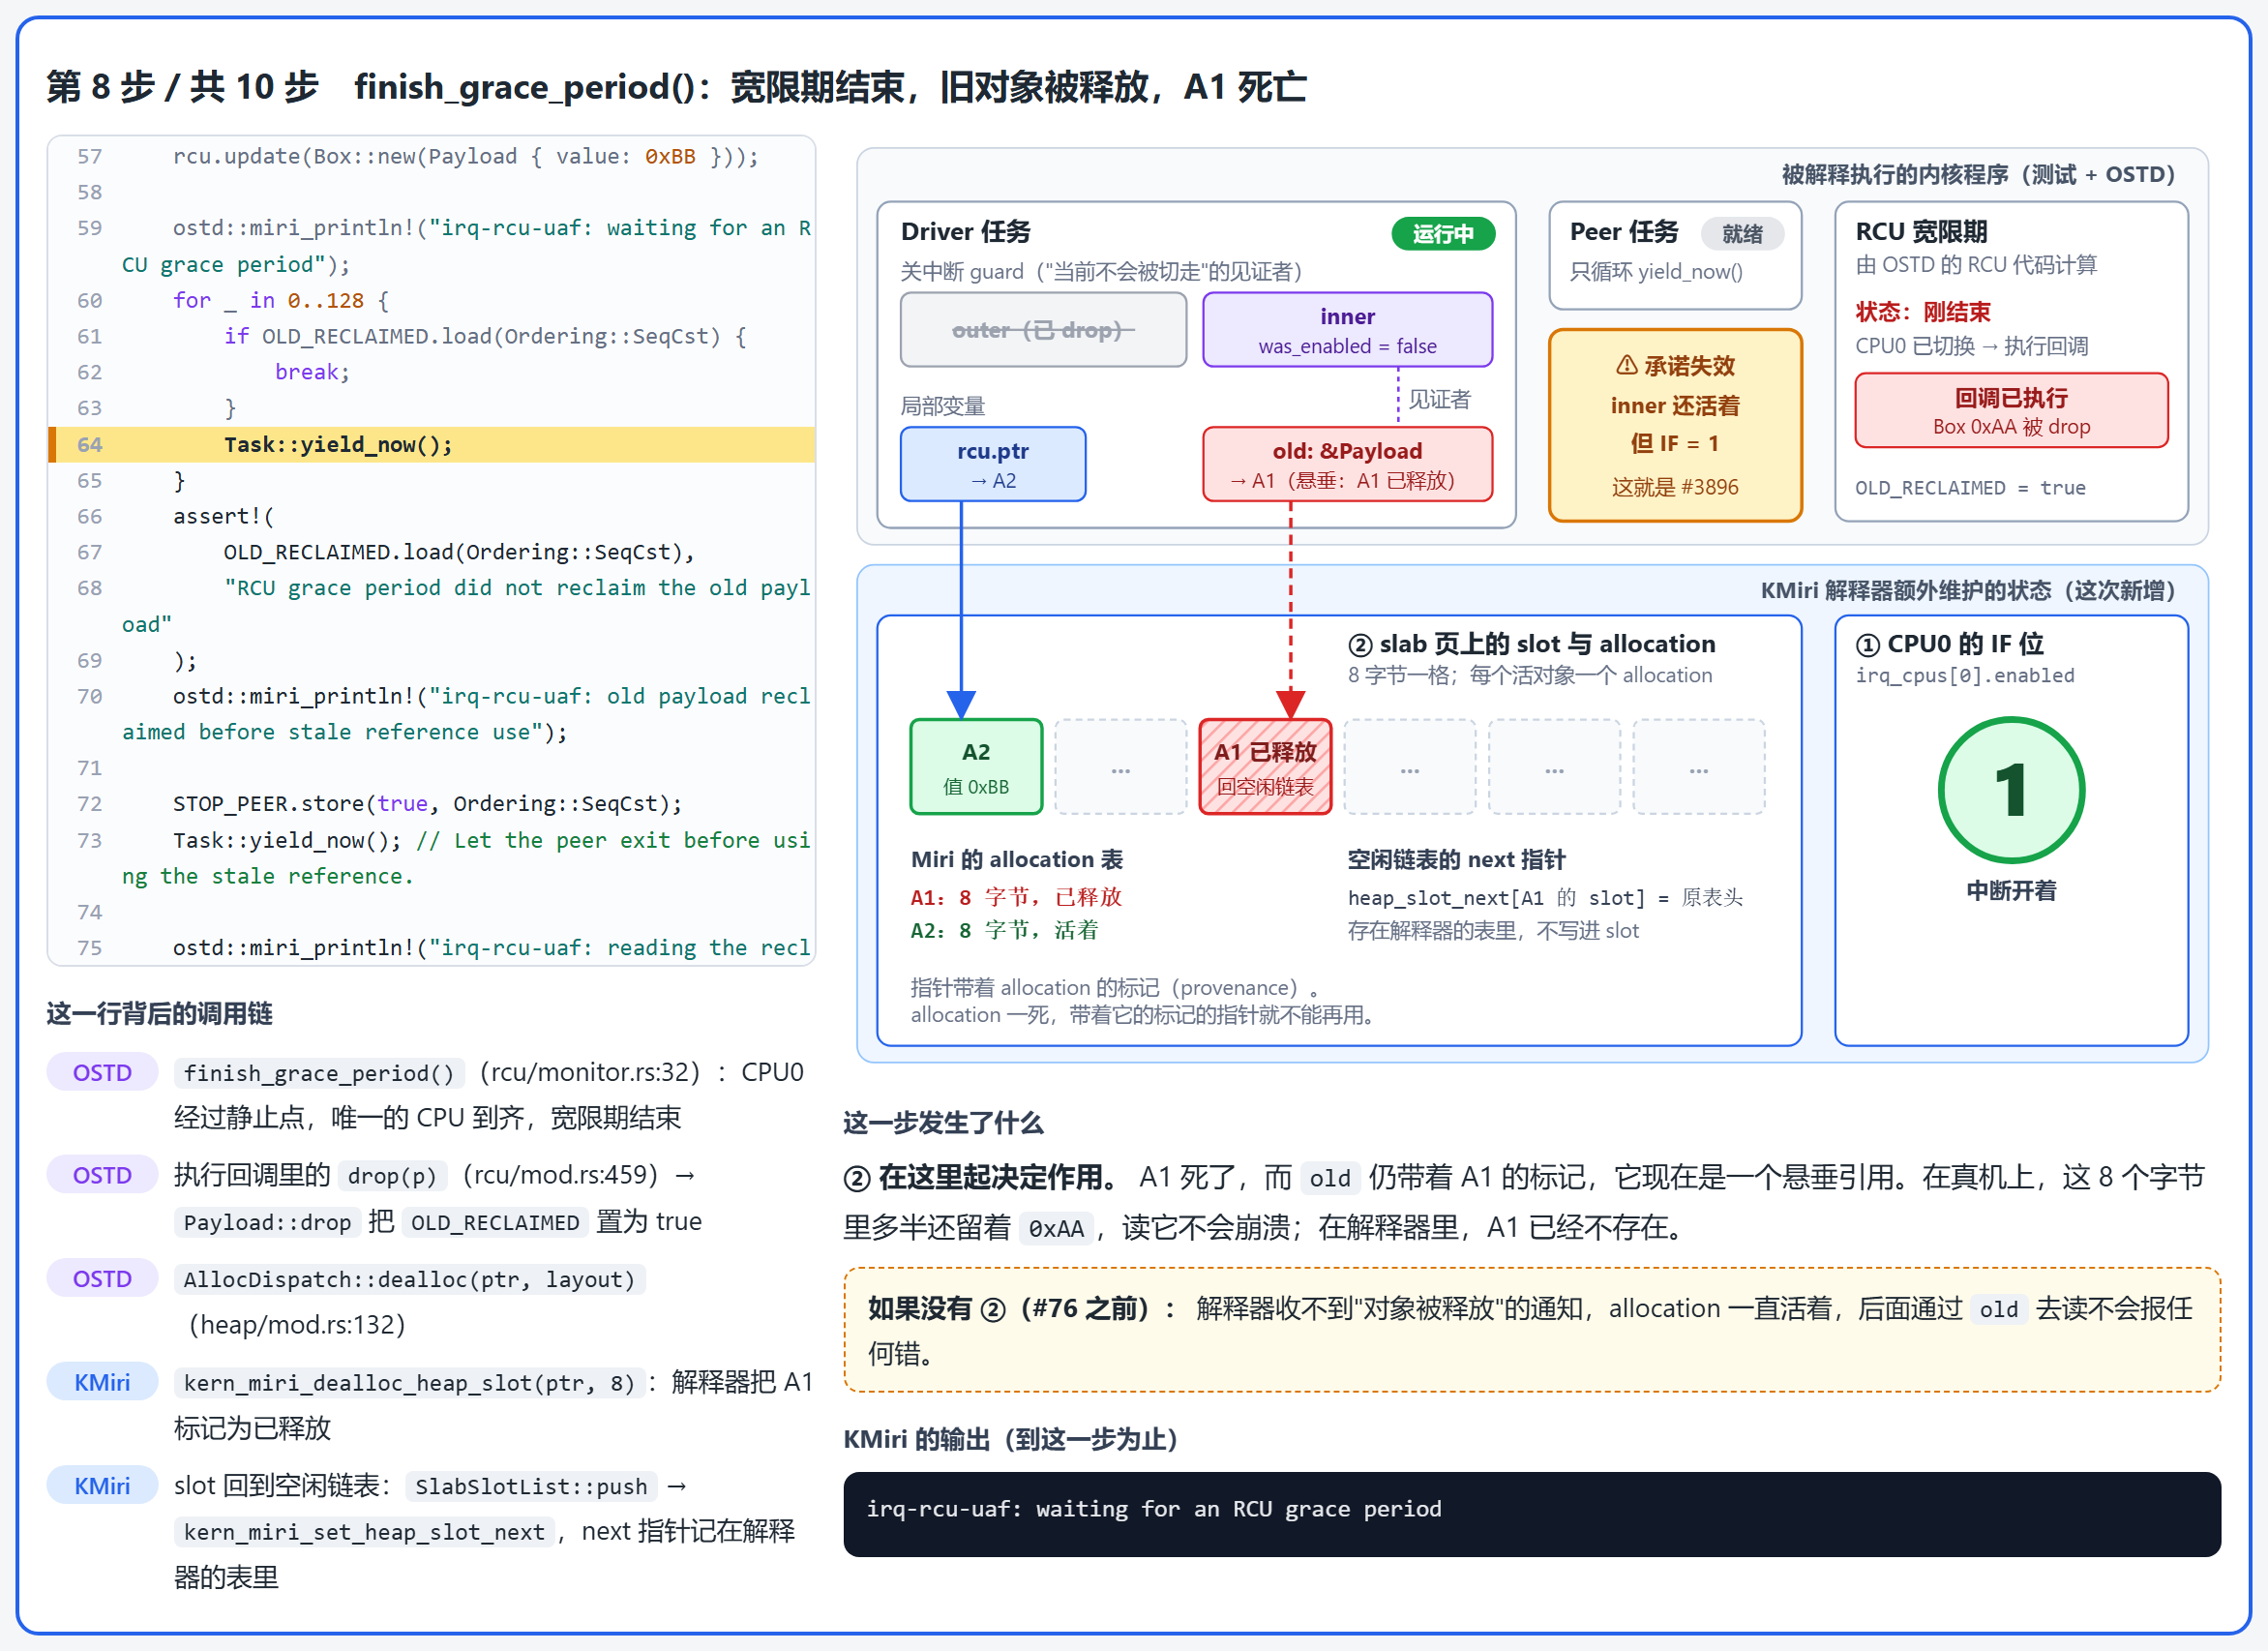 第 8 步 / 共 10 步 finish_grace_period()：宽限期结束，旧对象被释放，A1 死亡
57 rcu.update(Box::new(Payload { value: 0xBB }));
58
59 ostd::miri_println!("irq-rcu-uaf: waiting for an R
CU grace period");
60 for _ in 0..128 {
61 if OLD_RECLAIMED.load(Ordering::SeqCst) {
62 break;
63 }
64 Task::yield_now();
65 }
66 assert!(
67 OLD_RECLAIMED.load(Ordering::SeqCst),
68 "RCU grace period did not reclaim the old payl
oad"
69 );
70 ostd::miri_println!("irq-rcu-uaf: old payload recl
aimed before stale reference use");
71
72 STOP_PEER.store(true, Ordering::SeqCst);
73 Task::yield_now(); // Let the peer exit before usi
ng the stale reference.
74
75 ostd::miri_println!("irq-rcu-uaf: reading the recl
这一行背后的调用链
OSTD finish_grace_period()（rcu/monitor.rs:32）：CPU0
经过静止点，唯一的 CPU 到齐，宽限期结束
OSTD 执行回调里的 drop(p)（rcu/mod.rs:459）→
Payload::drop 把 OLD_RECLAIMED 置为 true
OSTD AllocDispatch::dealloc(ptr, layout)
（heap/mod.rs:132）
KMiri kern_miri_dealloc_heap_slot(ptr, 8)：解释器把 A1
标记为已释放
KMiri slot 回到空闲链表：SlabSlotList::push →
kern_miri_set_heap_slot_next，next 指针记在解释
器的表里
被解释执行的内核程序（测试 + OSTD）
Driver 任务
运行中
关中断 guard（"当前不会被切走"的见证者）
outer（已 drop）
inner
was_enabled = false
局部变量
见证者
rcu.ptr
→ A2
old: &Payload
→ A1（悬垂：A1 已释放）
Peer 任务
就绪
只循环 yield_now()
⚠ 承诺失效
inner 还活着
但 IF = 1
这就是 #3896
RCU 宽限期
由 OSTD 的 RCU 代码计算
状态：刚结束
CPU0 已切换 → 执行回调
回调已执行
Box 0xAA 被 drop
OLD_RECLAIMED = true
KMiri 解释器额外维护的状态（这次新增）
② slab 页上的 slot 与 allocation
8 字节一格；每个活对象一个 allocation
A2
值 0xBB
...
A1 已释放
回空闲链表
...
...
...
Miri 的 allocation 表
A1: 8 字节，已释放
A2: 8 字节，活着
空闲链表的 next 指针
heap_slot_next[A1 的 slot] = 原表头
存在解释器的表里，不写进 slot
指针带着 allocation 的标记（provenance）。
allocation 一死，带着它的标记的指针就不能再用。
① CPU0 的 IF 位
irq_cpus[0].enabled
1
中断开着
这一步发生了什么
② 在这里起决定作用。 A1 死了，而 old 仍带着 A1 的标记，它现在是一个悬垂引用。在真机上，这 8 个字节
里多半还留着 0xAA，读它不会崩溃；在解释器里，A1 已经不存在。
如果没有 ②（#76 之前）： 解释器收不到"对象被释放"的通知，allocation 一直活着，后面通过 old 去读不会报任
何错。
KMiri 的输出（到这一步为止）
irq-rcu-uaf: waiting for an RCU grace period